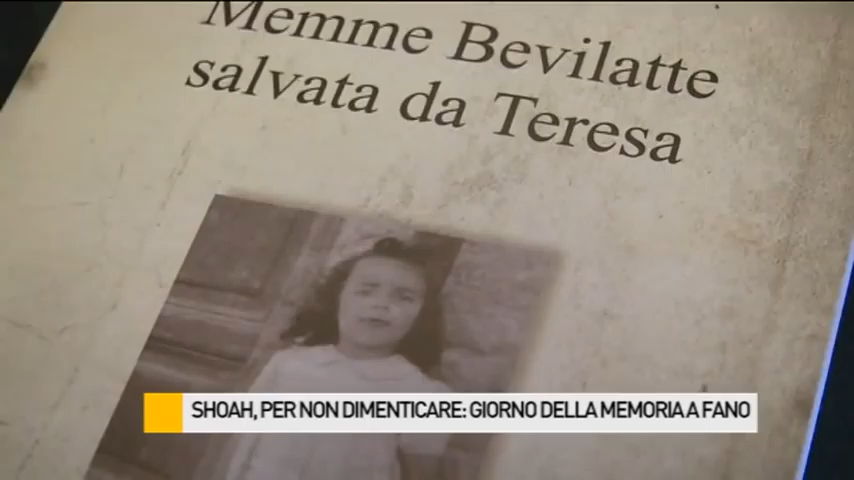 Memme Bevilatte
salvata da Teresa
SHOAH, PER NON DIMENTICARE: GIORNO DELLA MEMORIA A FANO